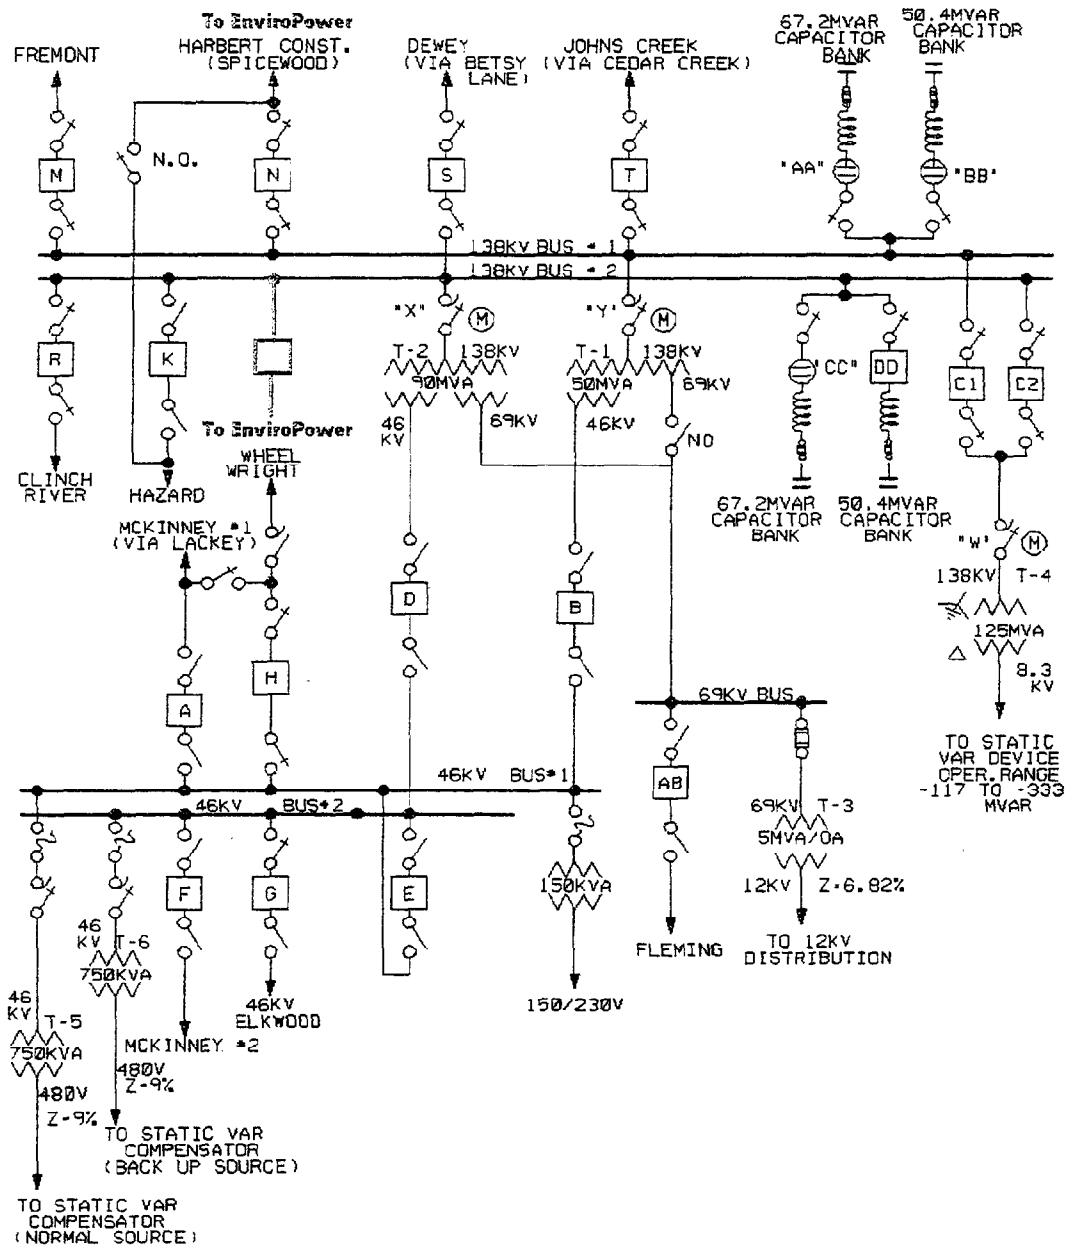 To EnviroPower
HARBERT CONST.
(SPICEWOOD)
FREMONT
DEWEY
(VIA BETSY
LANE)
JOHNS CREEK
(VIA CEDAR CREEK)
67.2MVAR
CAPACITOR
BANK
50.4MVAR
CAPACITOR
BANK
N.O.
M
N
S
T
"AA"
"BB"
138KV BUS #1
138KV BUS #2
R
K
"X"
M
"Y"
M
T-2
138KV
90MVA
46
KV
69KV
T-1
138KV
50MVA
69KV
46KV
NO
"CC"
DD
C1
C2
To EnviroPower
WHEEL
WRIGHT
CLINCH
RIVER
HAZARD
67.2MVAR
CAPACITOR
BANK
50.4MVAR
CAPACITOR
BANK
MCKINNEY #1
(VIA LACKEY)
"W"
M
138KV
T-4
125MVA
8.3
KV
TO STATIC
VAR DEVICE
OPER.RANGE
-117 TO -333
MVAR
D
B
H
A
69KV BUS
AB
69KV
T-3
5MVA/OA
12KV
Z-6.82%
FLEMING
TO 12KV
DISTRIBUTION
46KV BUS#1
46KV BUS#2
F
G
E
150KVA
150/230V
46
KV
T-6
750KVA
46
KV
T-5
750KVA
46KV
ELKWOOD
MCKINNEY #2
480V
Z-9%
480V
Z-9%
TO STATIC VAR
COMPENSATOR
(BACK UP SOURCE)
TO STATIC VAR
COMPENSATOR
(NORMAL SOURCE)